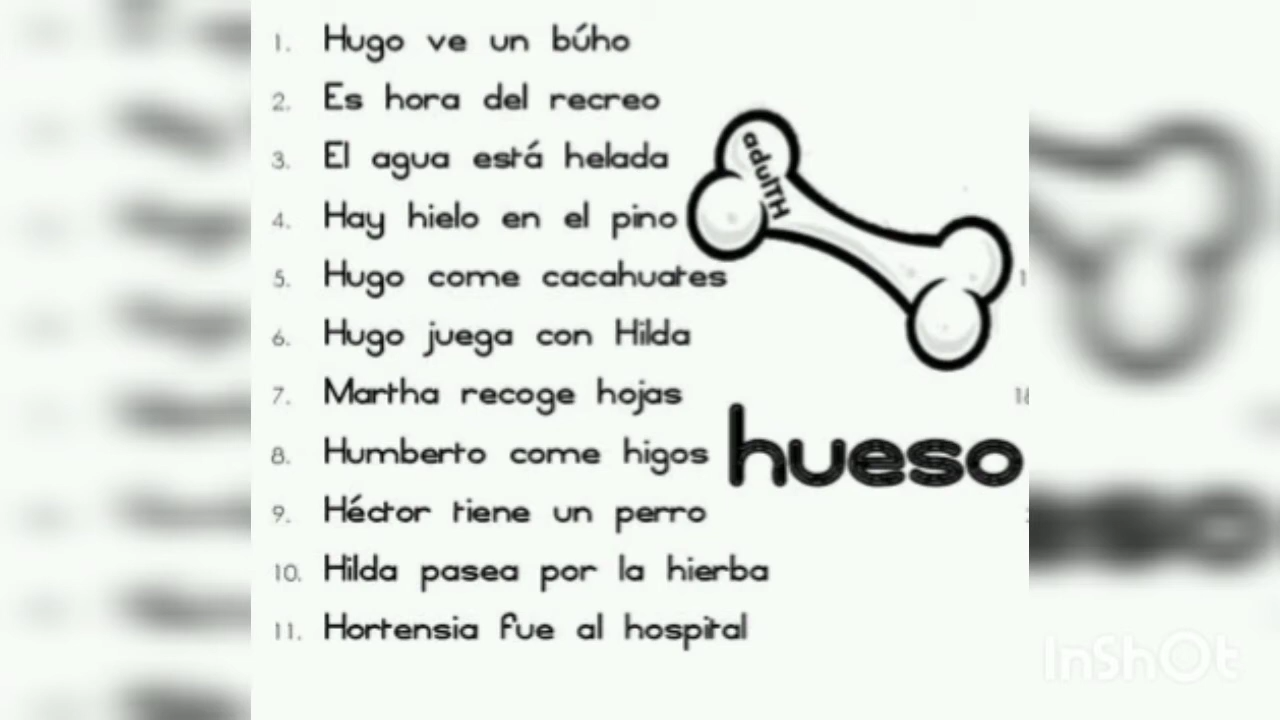 1. Hugo ve un búho
2. Es hora del recreo
3. El agua está helada
4. Hay hielo en el pino
5. Hugo come cacahuates
6. Hugo juega con Hilda
7. Martha recoge hojas
8. Humberto come higos
9. Héctor tiene un perro
10. Hilda pasea por la hierba
11. Hortensia fue al hospital
adulTH
hueso
InShOt